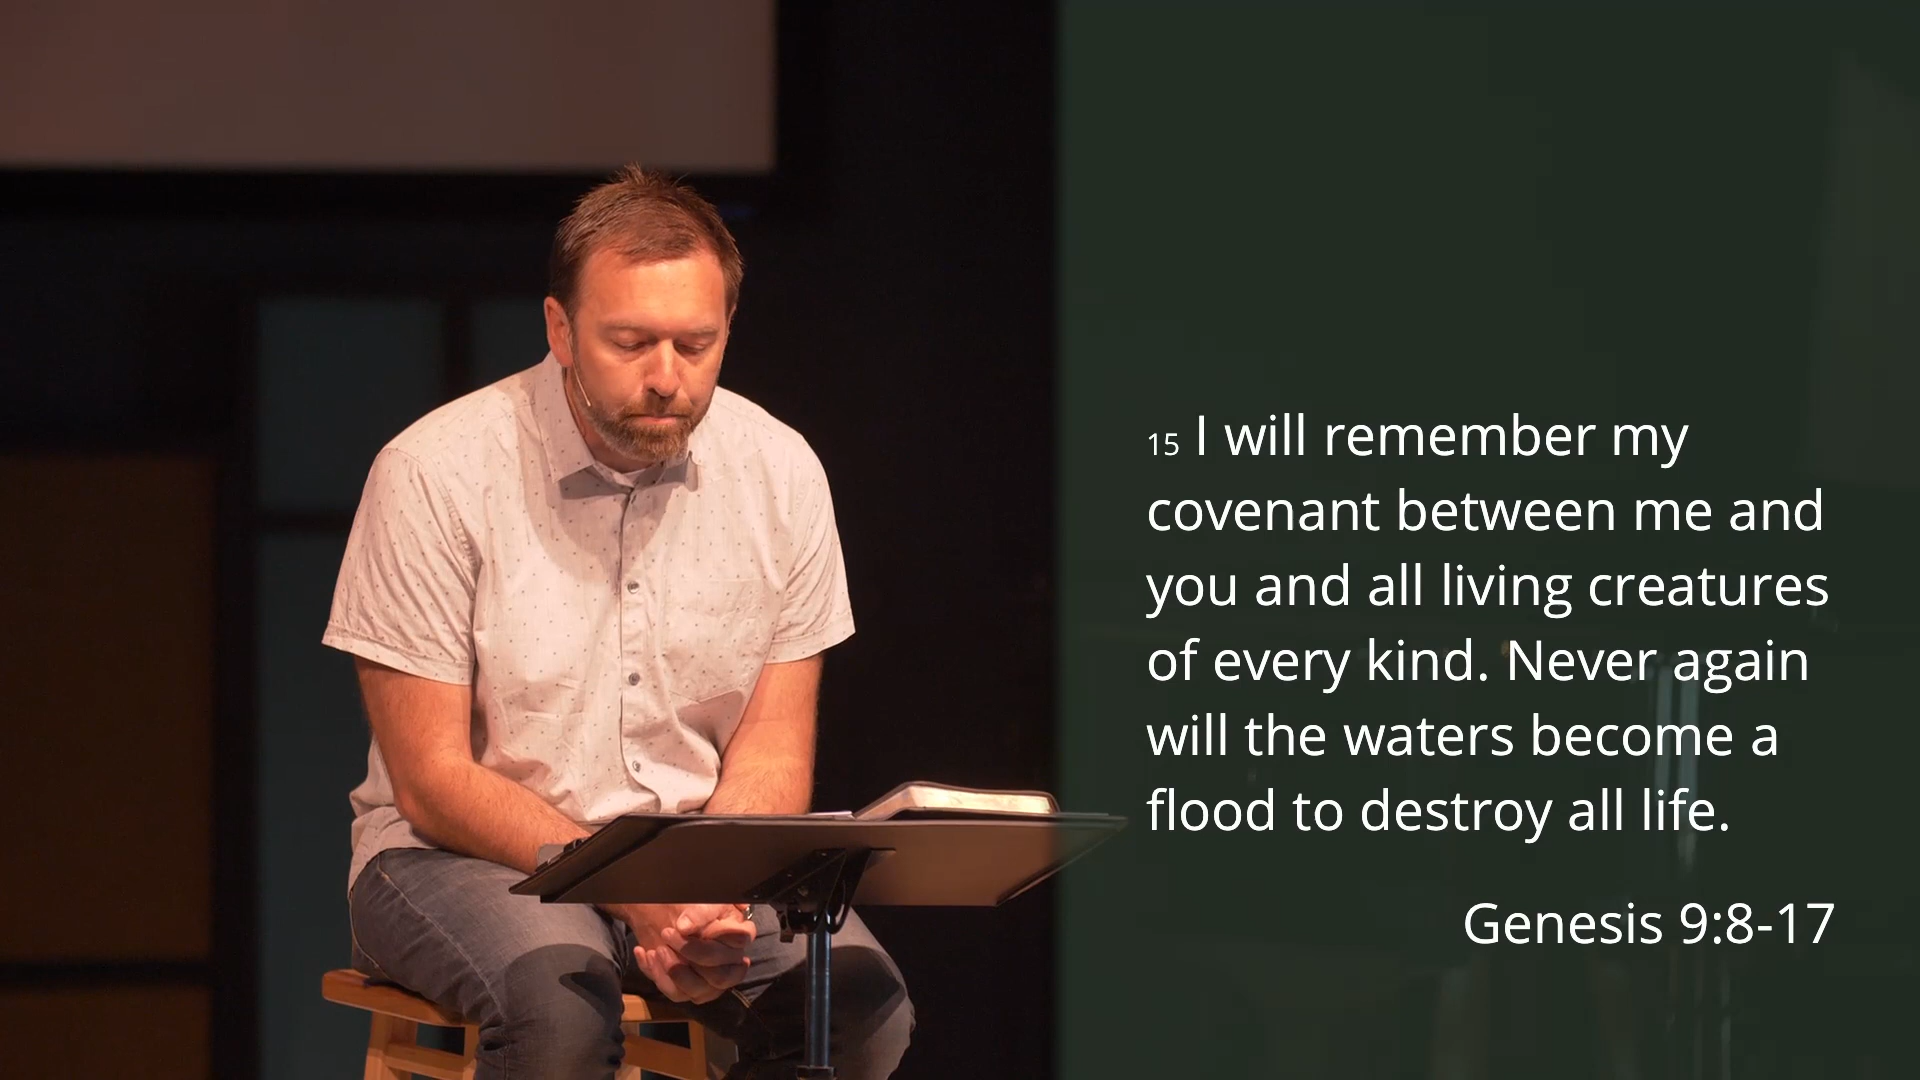 15 I will remember my
covenant between me and
you and all living creatures
of every kind. Never again
will the waters become a
flood to destroy all life.
Genesis 9:8-17